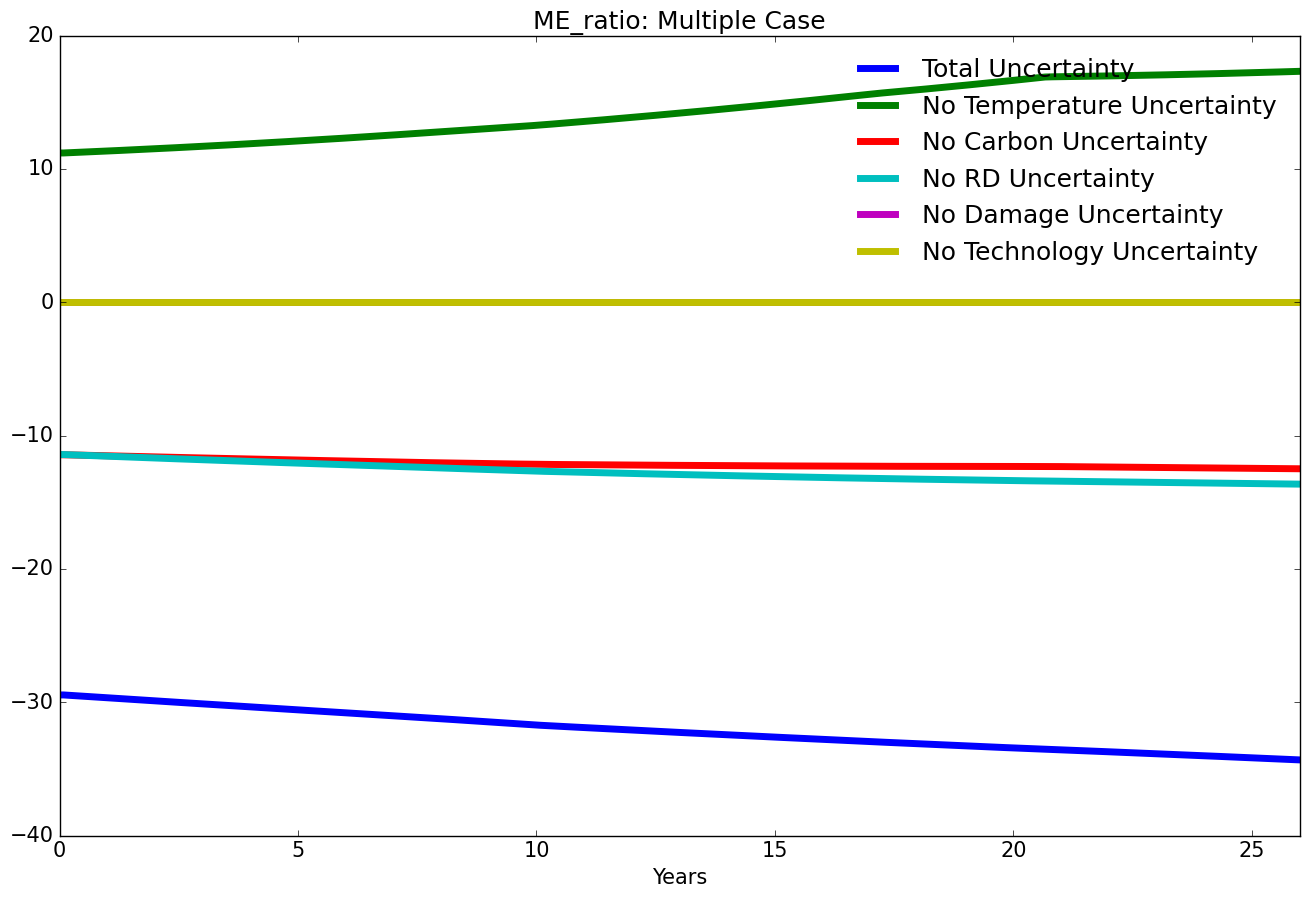 ME_ratio: Multiple Case
20
10
0
−10
−20
−30
−40
Total Uncertainty
No Temperature Uncertainty
No Carbon Uncertainty
No RD Uncertainty
No Damage Uncertainty
No Technology Uncertainty
0 5 10 15 20 25
Years